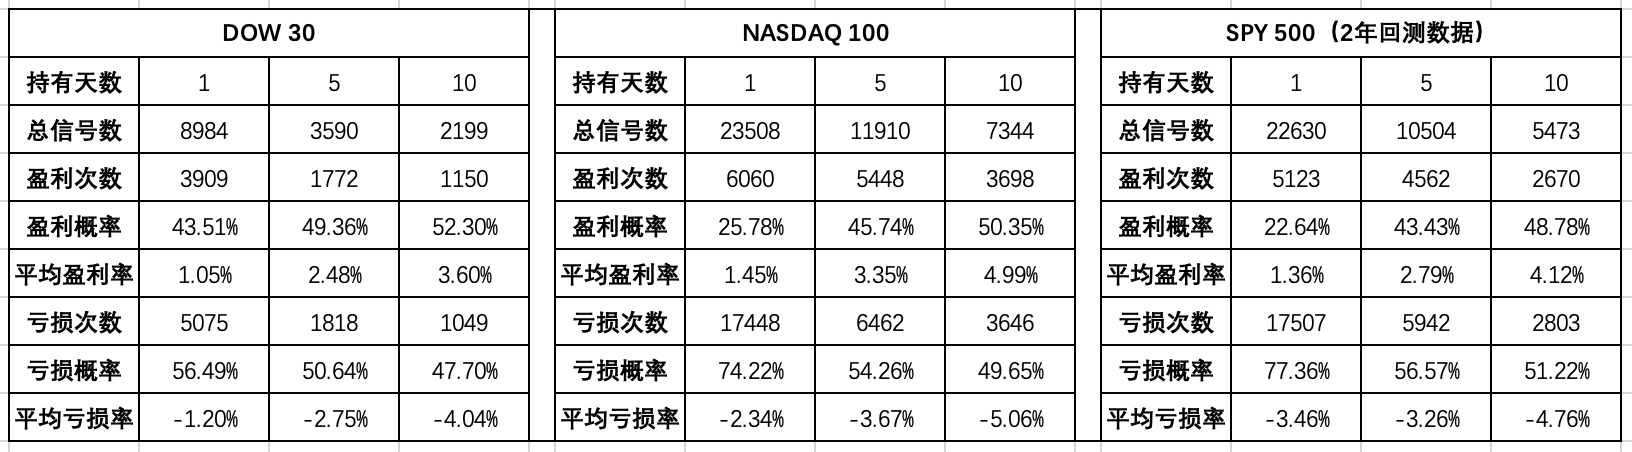 DOW 30 NASDAQ 100 SPY 500（2年回测数据）
持有天数 1 5 10 持有天数 1 5 10 持有天数 1 5 10
总信号数 8984 3590 2199 总信号数 23508 11910 7344 总信号数 22630 10504 5473
盈利次数 3909 1772 1150 盈利次数 6060 5448 3698 盈利次数 5123 4562 2670
盈利概率 43.51% 49.36% 52.30% 盈利概率 25.78% 45.74% 50.35% 盈利概率 22.64% 43.43% 48.78%
平均盈利率 1.05% 2.48% 3.60% 平均盈利率 1.45% 3.35% 4.99% 平均盈利率 1.36% 2.79% 4.12%
亏损次数 5075 1818 1049 亏损次数 17448 6462 3646 亏损次数 17507 5942 2803
亏损概率 56.49% 50.64% 47.70% 亏损概率 74.22% 54.26% 49.65% 亏损概率 77.36% 56.57% 51.22%
平均亏损率 -1.20% -2.75% -4.04% 平均亏损率 -2.34% -3.67% -5.06% 平均亏损率 -3.46% -3.26% -4.76%